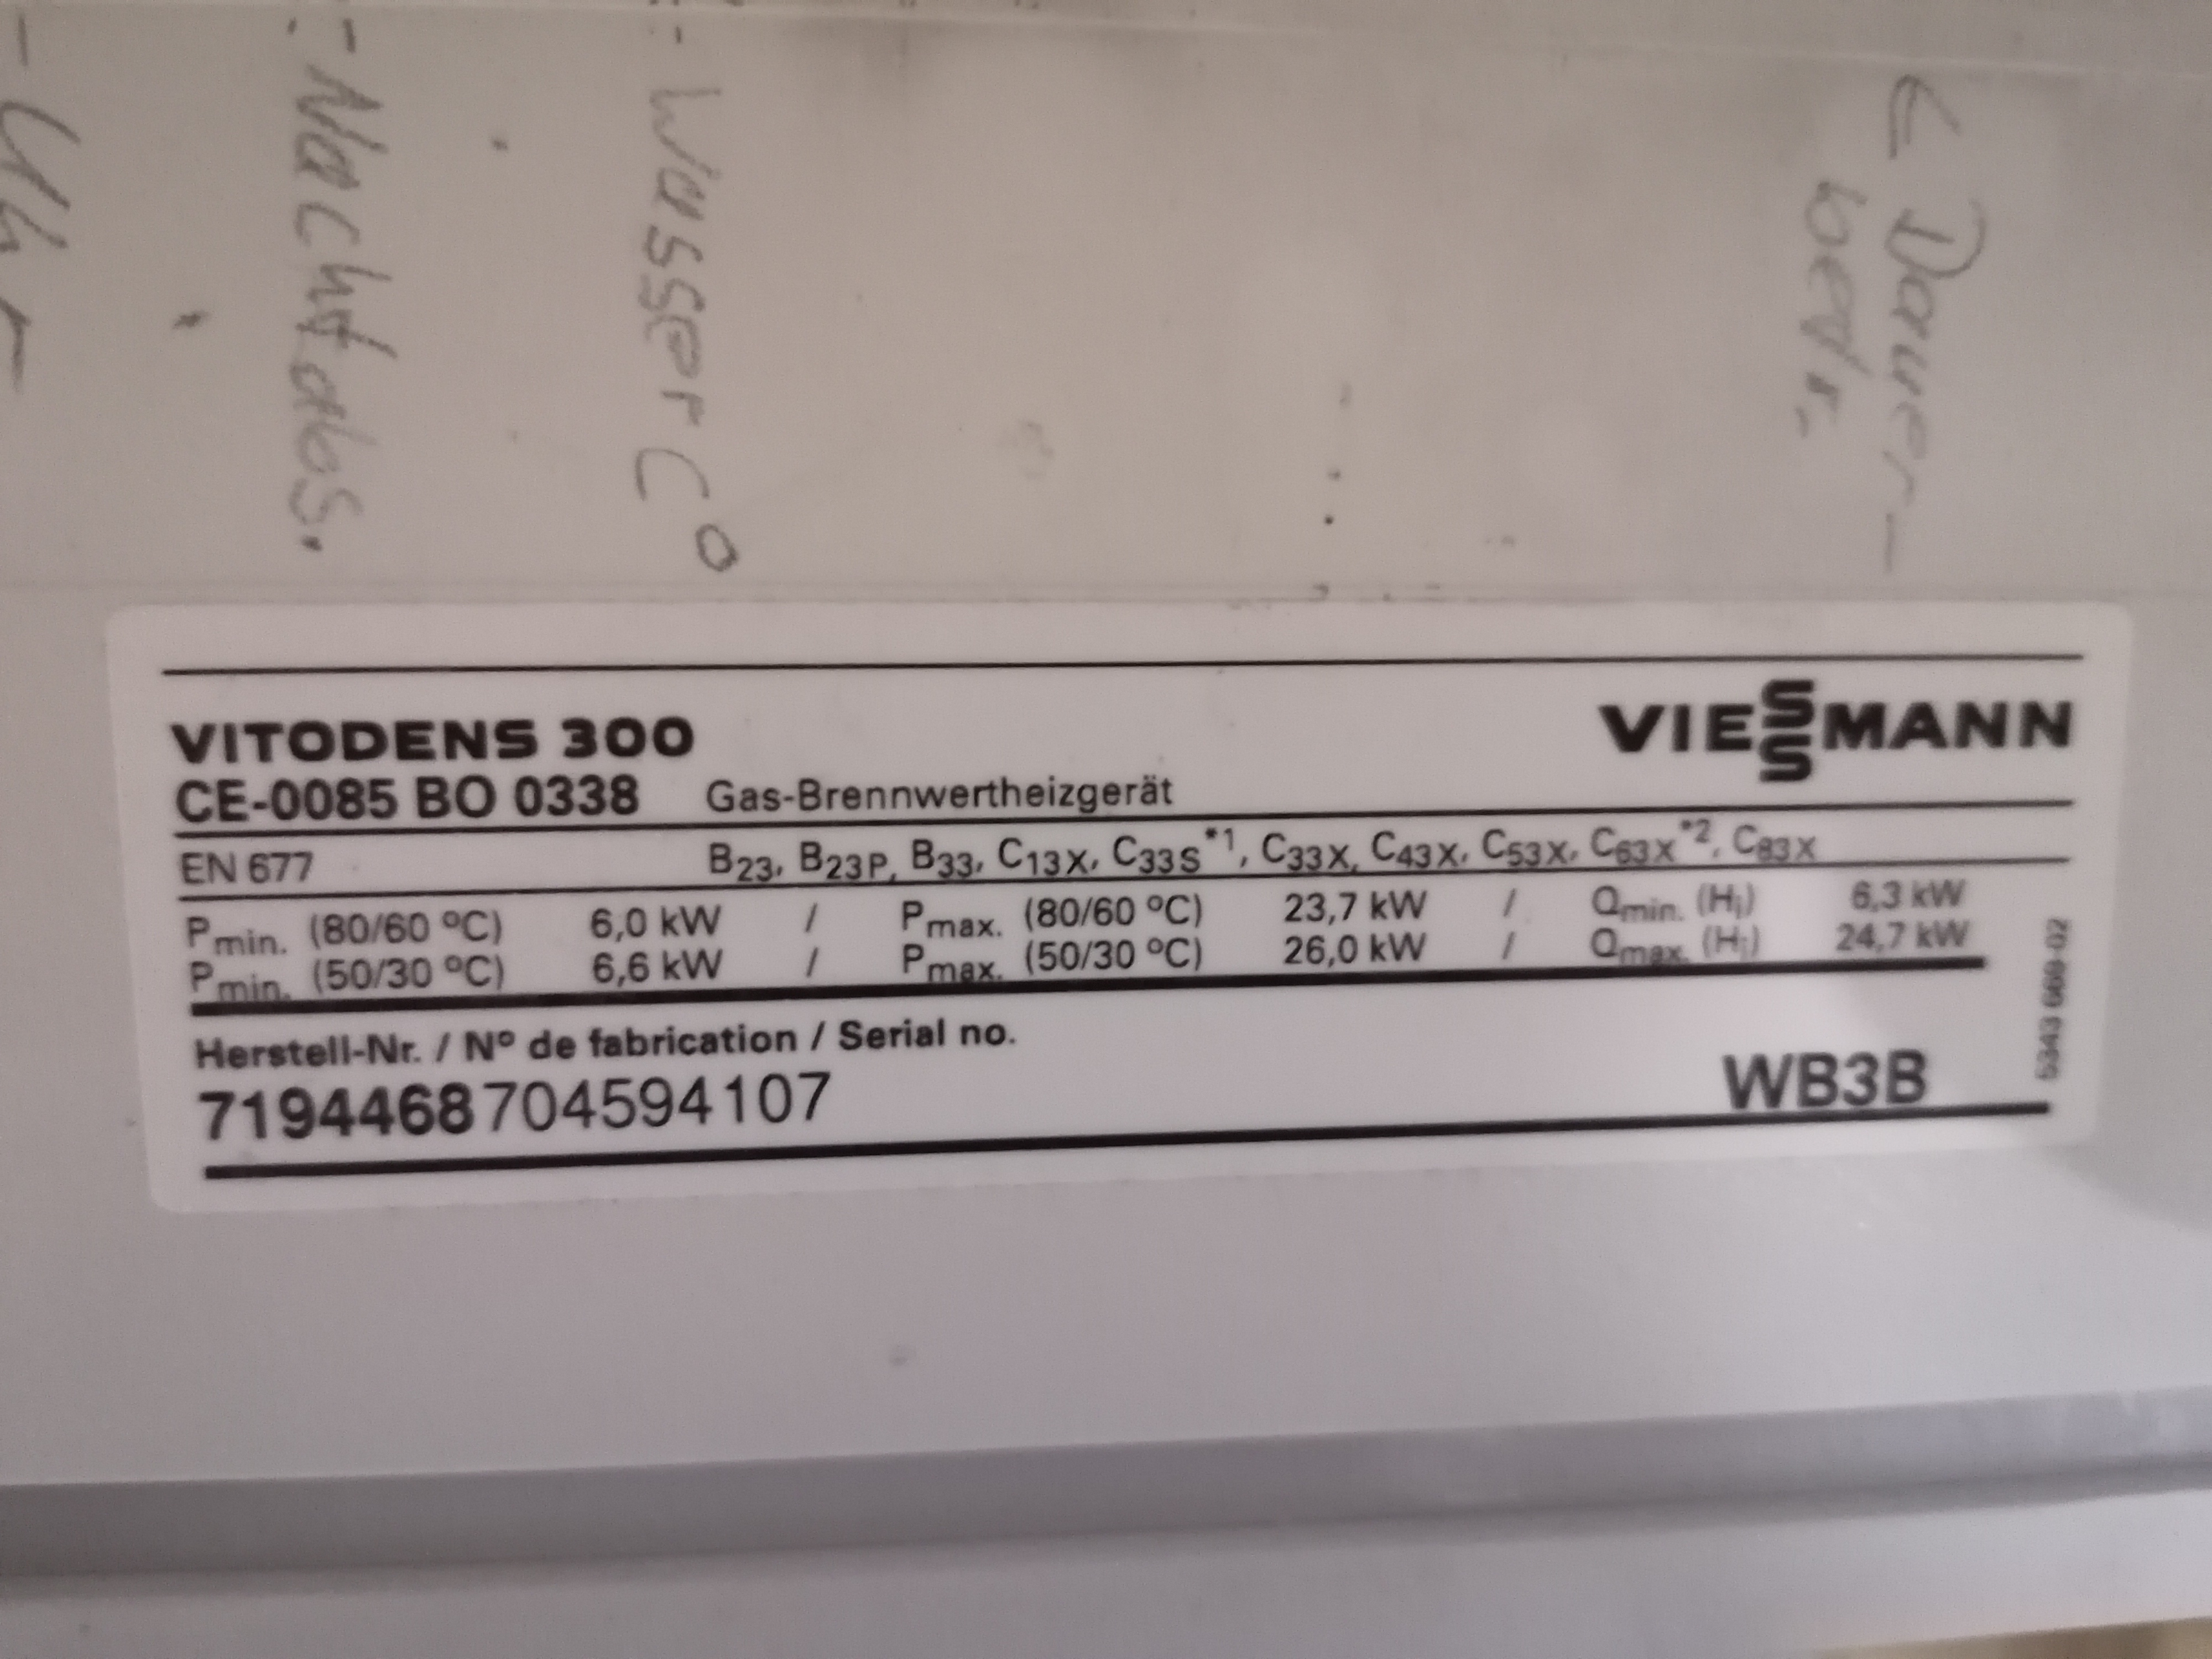 - Uhr
- Nachtabs.
- Wasser C°
< Dauer-
betr.
VITODENS 300
VIESSMANN
CE-0085 BO 0338 Gas-Brennwertheizgerät
EN 677 B23, B23P, B33, C13X, C33S*1, C33X, C43X, C53X, C63X*2, C83X
Pmin. (80/60 °C) 6,0 kW / Pmax. (80/60 °C) 23,7 kW / Qmin. (Hi) 6,3 kW
Pmin. (50/30 °C) 6,6 kW / Pmax. (50/30 °C) 26,0 kW / Qmax. (Hi) 24,7 kW
Herstell-Nr. / N° de fabrication / Serial no.
7194468704594107
WB3B
5343 669-02